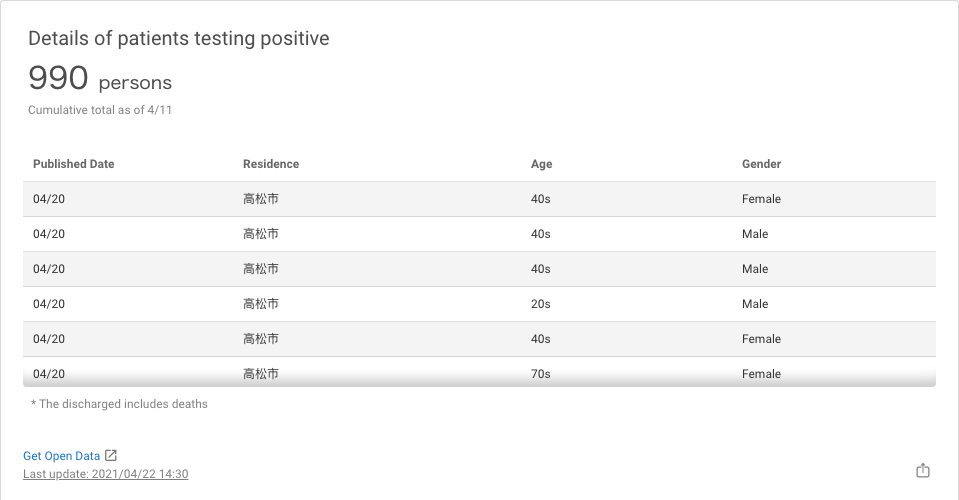 Details of patients testing positive
990 persons
Cumulative total as of 4/11
Published Date Residence Age Gender
04/20 高松市 40s Female
04/20 高松市 40s Male
04/20 高松市 40s Male
04/20 高松市 20s Male
04/20 高松市 40s Female
04/20 高松市 70s Female
* The discharged includes deaths
Get Open Data
Last update: 2021/04/22 14:30